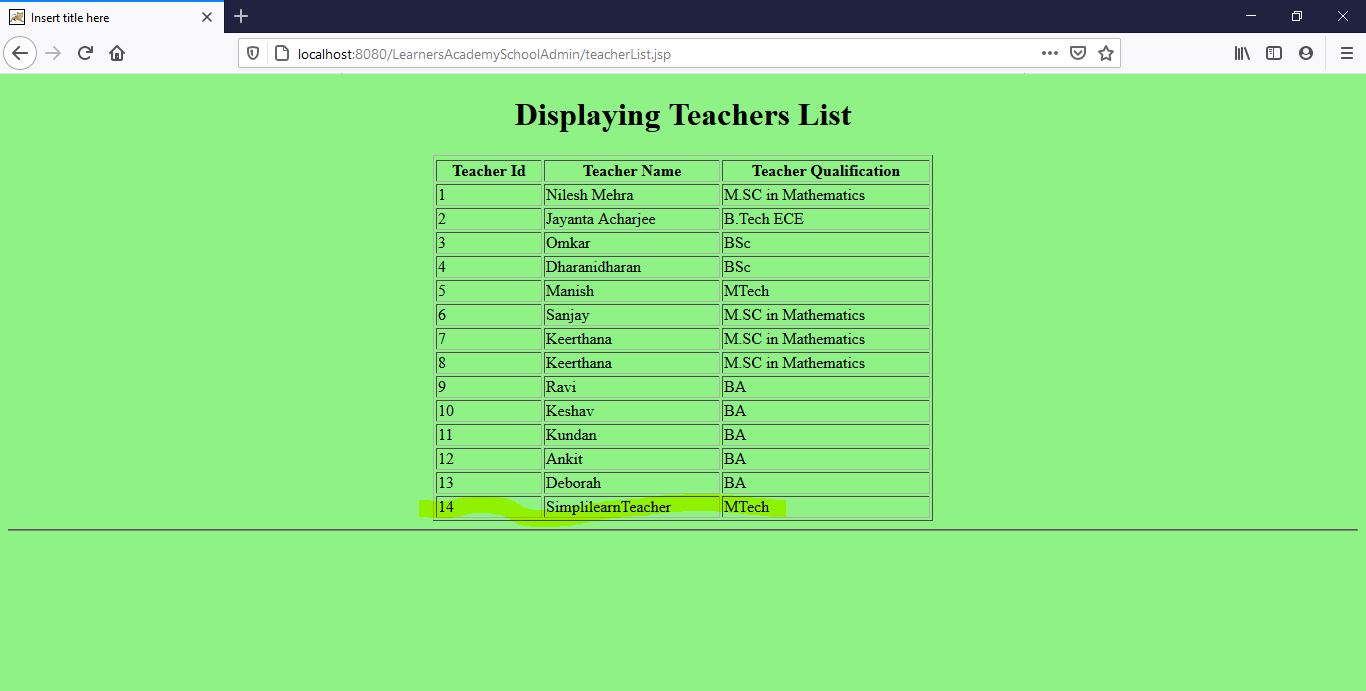 Insert title here
localhost:8080/LearnersAcademySchoolAdmin/teacherList.jsp
Displaying Teachers List
Teacher Id Teacher Name Teacher Qualification
1 Nilesh Mehra M.SC in Mathematics
2 Jayanta Acharjee B.Tech ECE
3 Omkar BSc
4 Dharanidharan BSc
5 Manish MTech
6 Sanjay M.SC in Mathematics
7 Keerthana M.SC in Mathematics
8 Keerthana M.SC in Mathematics
9 Ravi BA
10 Keshav BA
11 Kundan BA
12 Ankit BA
13 Deborah BA
14 SimplilearnTeacher MTech